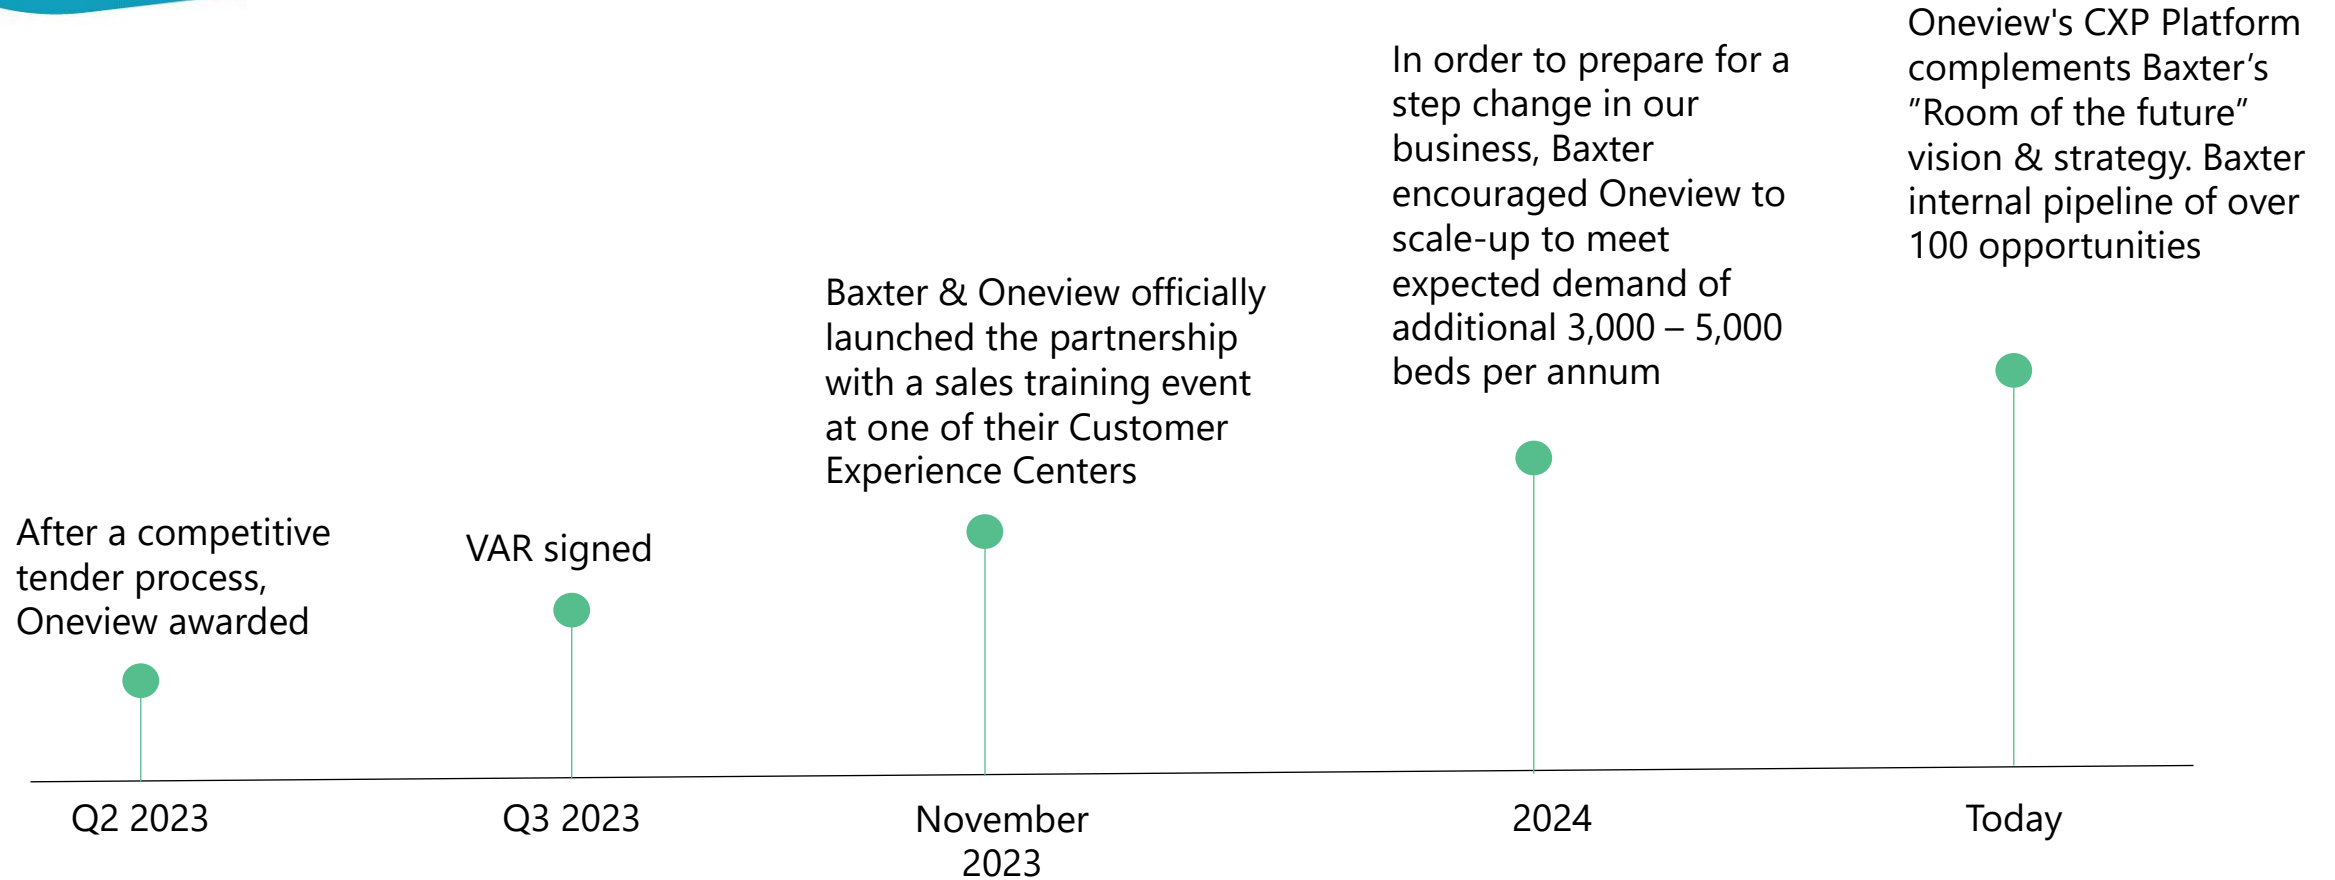 After a competitive
tender process,
Oneview awarded
VAR signed
Baxter & Oneview officially
launched the partnership
with a sales training event
at one of their Customer
Experience Centers
In order to prepare for a
step change in our
business, Baxter
encouraged Oneview to
scale-up to meet
expected demand of
additional 3,000 – 5,000
beds per annum
Oneview's CXP Platform
complements Baxter’s
”Room of the future”
vision & strategy. Baxter
internal pipeline of over
100 opportunities
Q2 2023
Q3 2023
November
2023
2024
Today